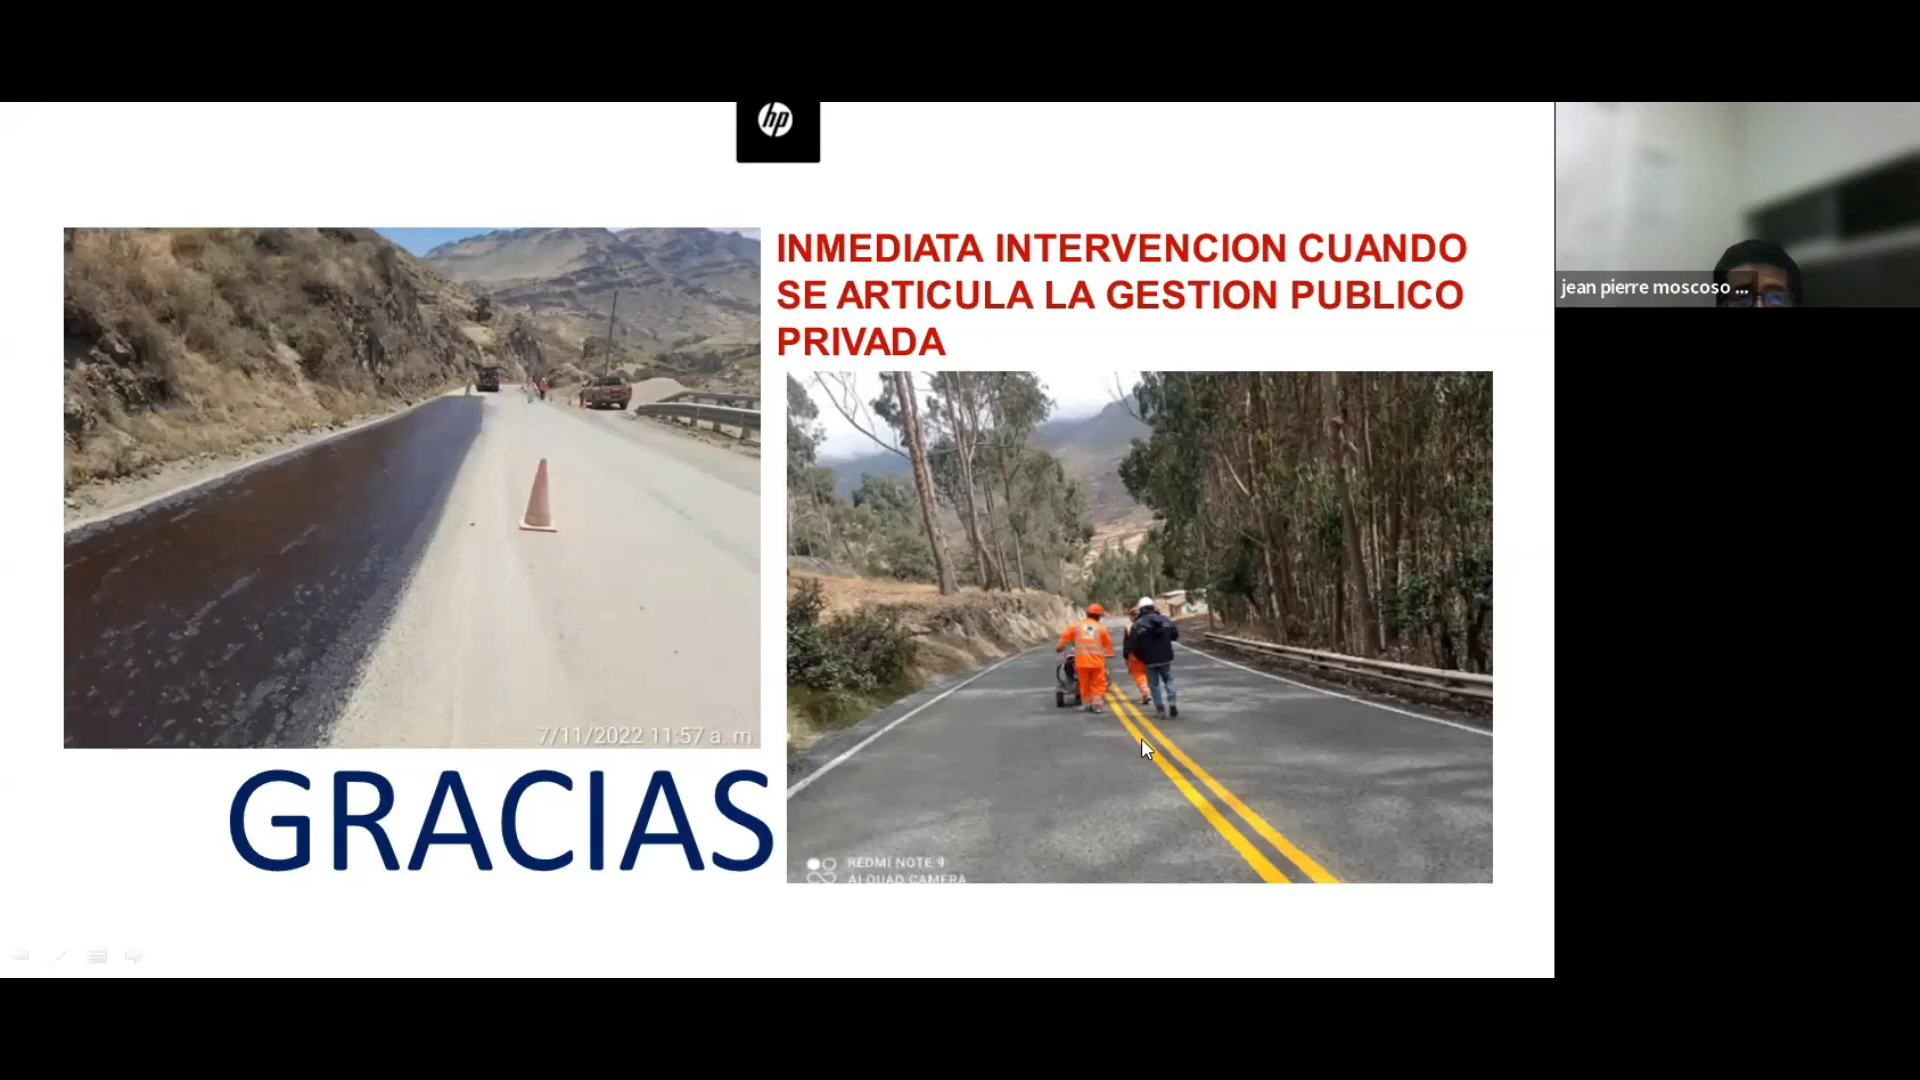 hp
INMEDIATA INTERVENCION CUANDO
SE ARTICULA LA GESTION PUBLICO
PRIVADA
jean pierre moscoso ...
7/11/2022 11:57 a. m.
GRACIAS
REDMI NOTE 9
AI QUAD CAMERA